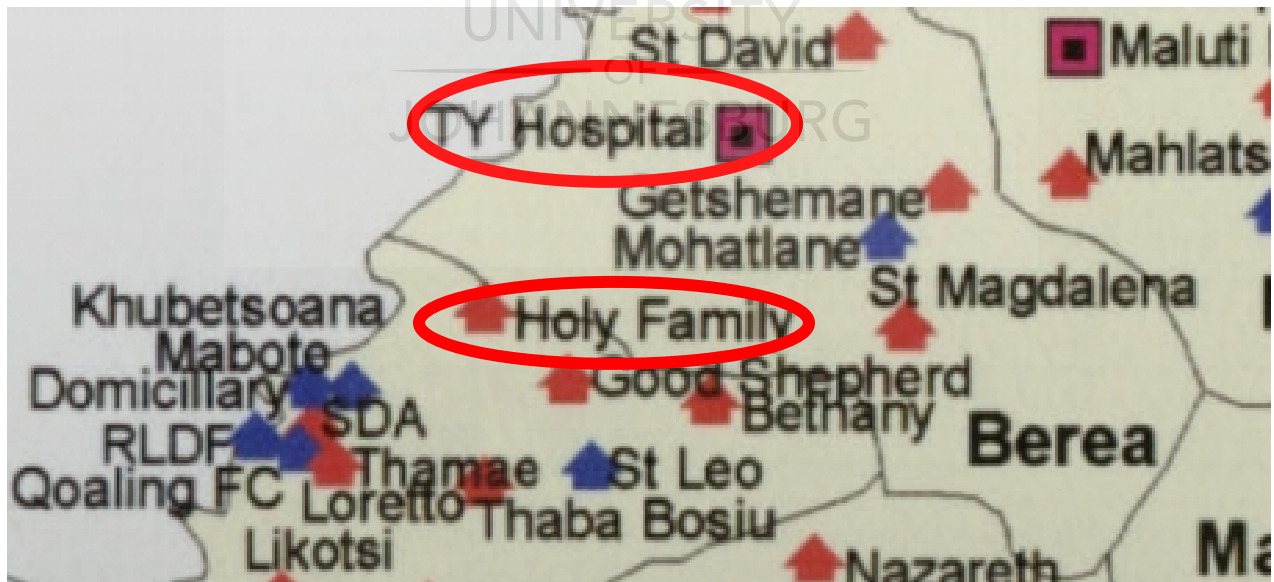 UNIVERSITY
OF
JOHANNESBURG
St David
Maluti
TY Hospital
Mahlats
Getshemane
Mohatlane
St Magdalena
Khubetsoana
Holy Family
Mabote
Domicillary
Good Shepherd
Bethany
SDA
Berea
RLDF
Thamae
St Leo
Qoaling FC
Loretto
Thaba Bosiu
Likotsi
Nazareth
Ma